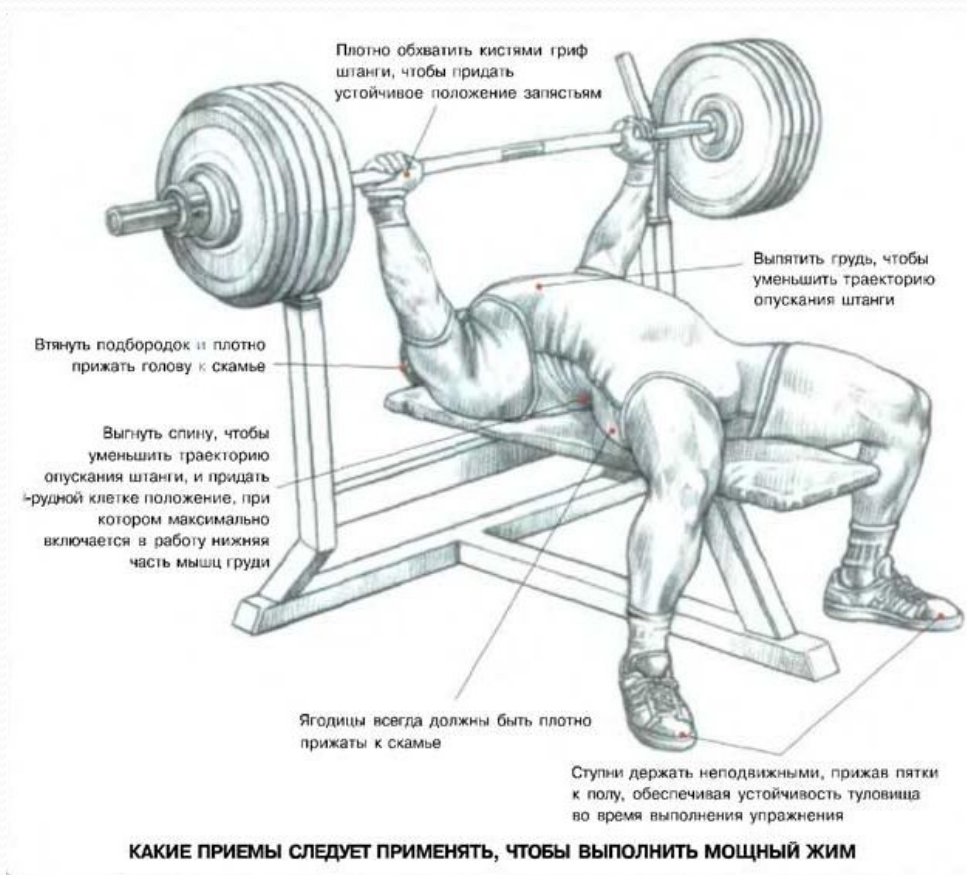 Плотно обхватить кистями гриф
штанги, чтобы придать
устойчивое положение запястьям
Выпятить грудь, чтобы
уменьшить траекторию
опускания штанги
Втянуть подбородок и плотно
прижать голову к скамье
Выгнуть спину, чтобы
уменьшить траекторию
опускания штанги, и придать
грудной клетке положение, при
котором максимально
включается в работу нижняя
часть мышц груди
Ягодицы всегда должны быть плотно
прижаты к скамье
Ступни держать неподвижными, прижав пятки
к полу, обеспечивая устойчивость туловища
во время выполнения упражнения
КАКИЕ ПРИЕМЫ СЛЕДУЕТ ПРИМЕНЯТЬ, ЧТОБЫ ВЫПОЛНИТЬ МОЩНЫЙ ЖИМ